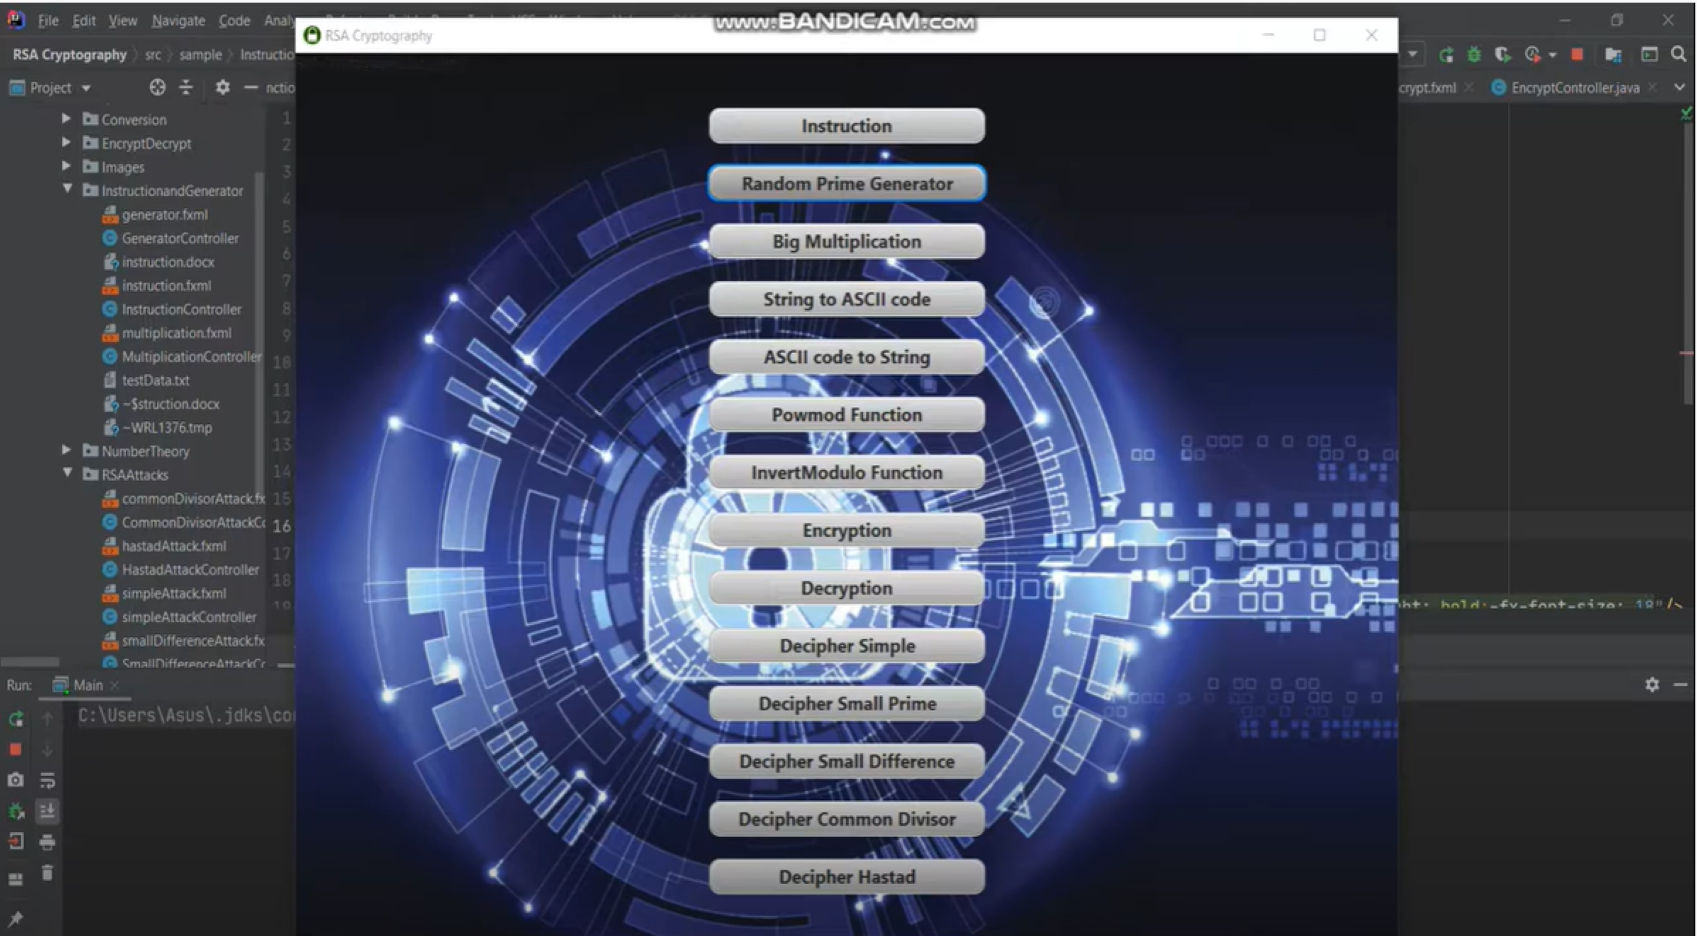 www.BANDICAM.com
File Edit View Navigate Code
RSA Cryptography
RSA Cryptography src sample
Project
crypt.fxml EncryptController.java
Conversion
EncryptDecrypt
Images
InstructionandGenerator
generator.fxml
GeneratorController
instruction.docx
instruction.fxml
InstructionController
multiplication.fxml
MultiplicationController
testData.txt
~$struction.docx
~WRL1376.tmp
NumberTheory
RSAAttacks
commonDivisorAttack.fx
CommonDivisorAttackCo
hastadAttack.fxml
HastadAttackController
simpleAttack.fxml
simpleAttackController
smallDifferenceAttack.fx
SmallDifferenceAttackCr
1
2
3
4
5
6
7
8
9
10
11
12
13
14
15
16
17
18
Instruction
Random Prime Generator
Big Multiplication
String to ASCII code
ASCII code to String
Powmod Function
InvertModulo Function
Encryption
Decryption
Decipher Simple
Decipher Small Prime
Decipher Small Difference
Decipher Common Divisor
Decipher Hastad
ght: bold;-fx-font-size: 18"/>
Run: Main
C:\Users\Asus\.jdks\co